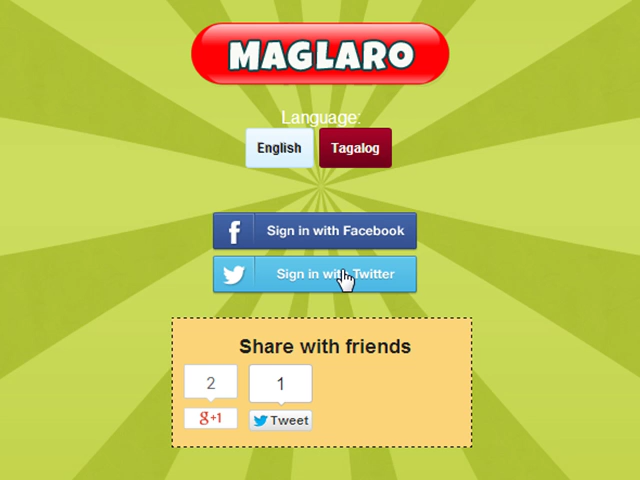 MAGLARO
Language:
English Tagalog
Sign in with Facebook
Sign in with Twitter
Share with friends
2 1
g+1 Tweet